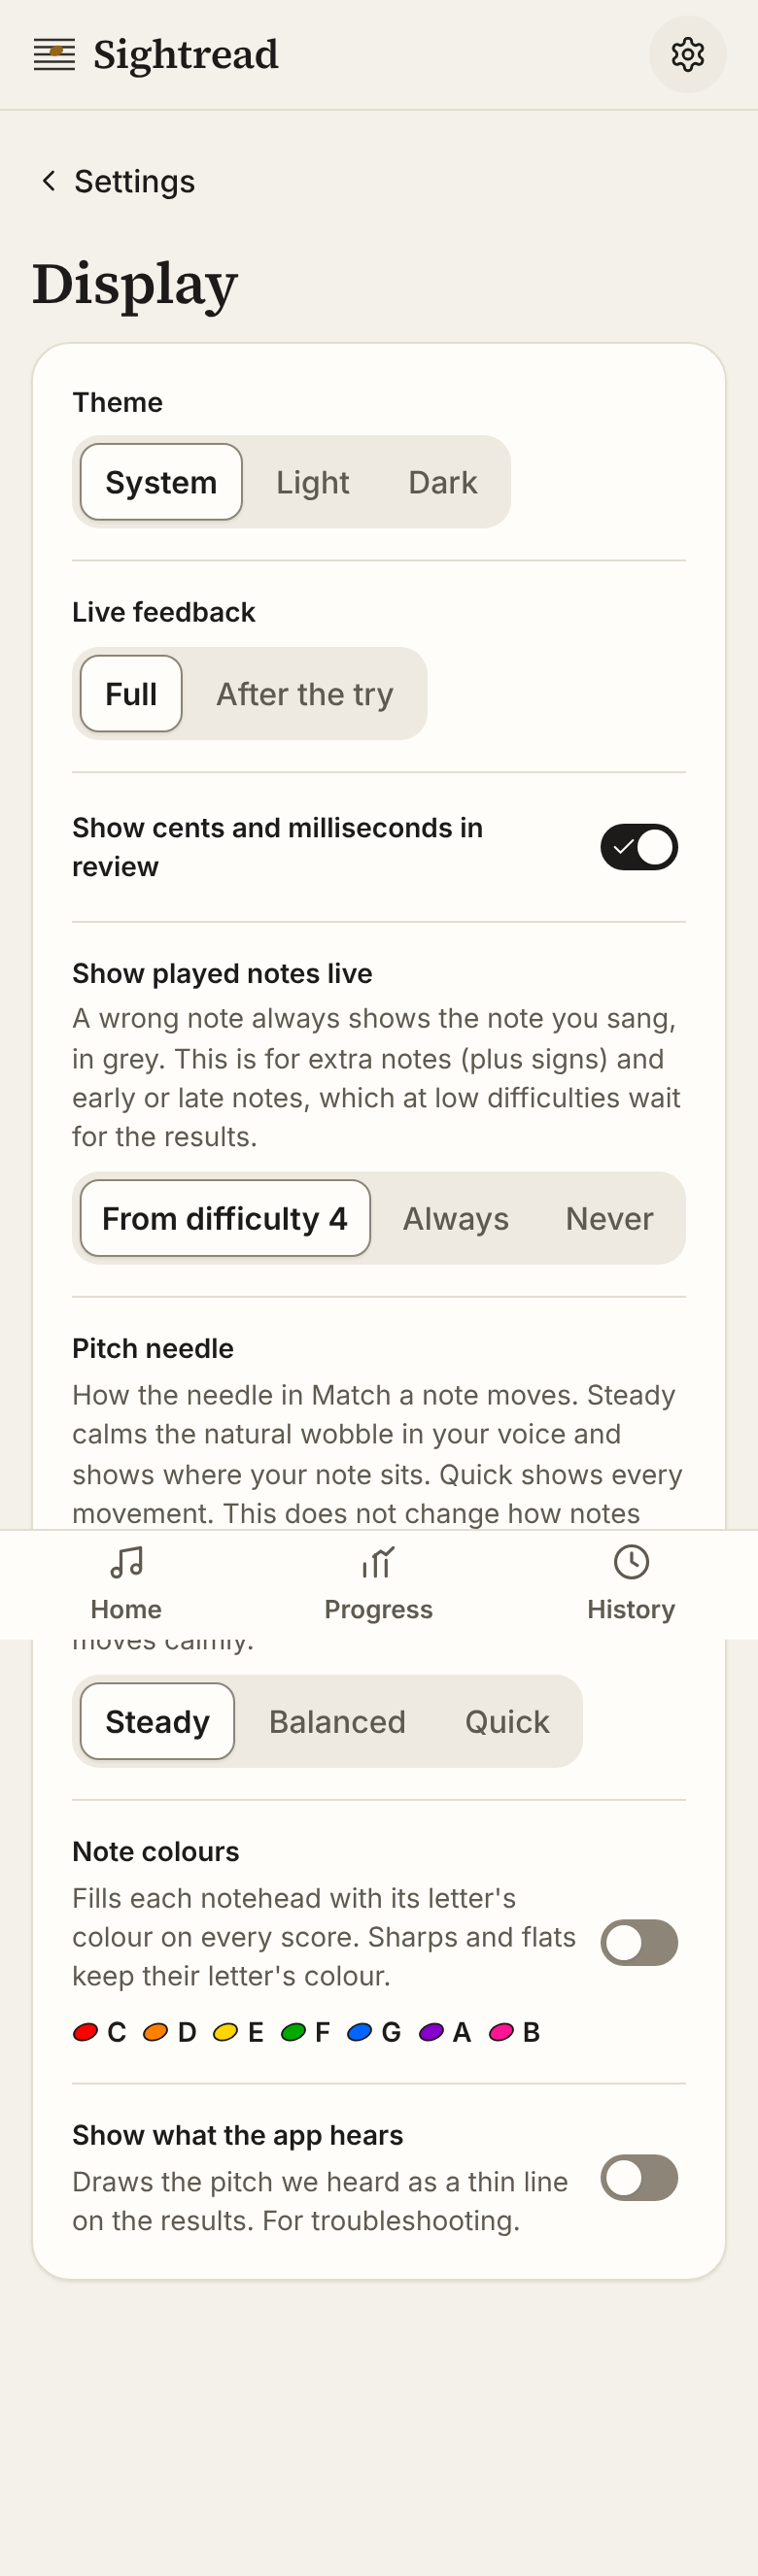 Sightread
Settings
Display
Theme
System Light Dark
Live feedback
Full After the try
Show cents and milliseconds in
review
Show played notes live
A wrong note always shows the note you sang,
in grey. This is for extra notes (plus signs) and
early or late notes, which at low difficulties wait
for the results.
From difficulty 4 Always Never
Pitch needle
How the needle in Match a note moves. Steady
calms the natural wobble in your voice and
shows where your note sits. Quick shows every
movement. This does not change how notes
Home Progress History
moves calmly.
Steady Balanced Quick
Note colours
Fills each notehead with its letter's
colour on every score. Sharps and flats
keep their letter's colour.
C D E F G A B
Show what the app hears
Draws the pitch we heard as a thin line
on the results. For troubleshooting.